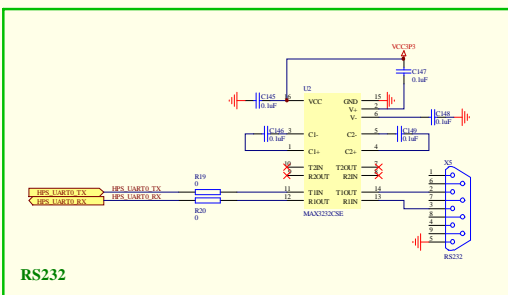 VCC3P3
C147
0.1uF
U2
C145
0.1uF
16
VCC
GND
15
V+
2
V-
6
C148
0.1uF
C146
0.1uF
3
C1-
C2-
5
C149
0.1uF
1
C1+
C2+
4
10
T2IN
T2OUT
7
9
R2OUT
R2IN
8
X5
HPS_UART0_TX
HPS_UART0_TX
R19
0
11
T1IN
T1OUT
14
HPS_UART0_RX
HPS_UART0_RX
R20
0
12
R1OUT
R1IN
13
MAX3232CSE
1
6
2
7
3
8
4
9
5
RS232
RS232